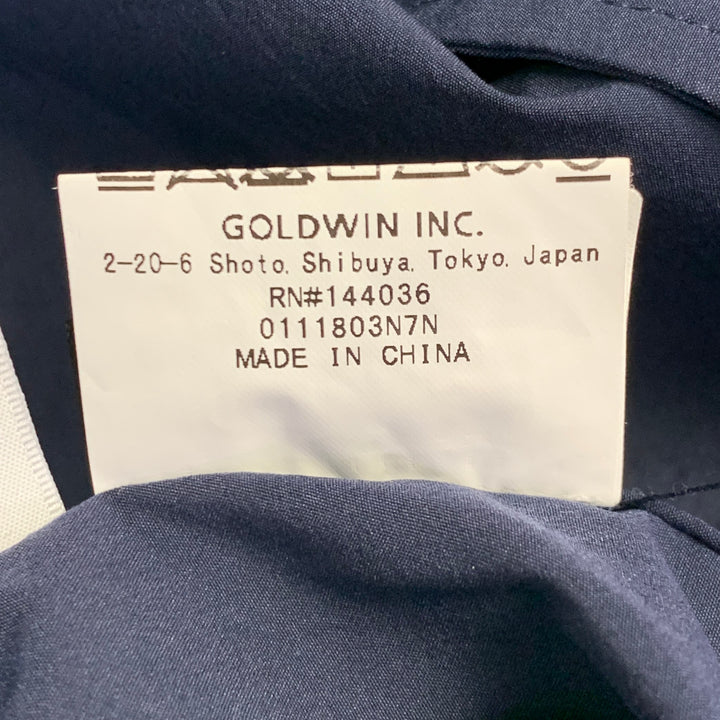 GOLDWIN INC.
2-20-6 Shoto, Shibuya, Tokyo, Japan
RN#144036
0111803N7N
MADE IN CHINA